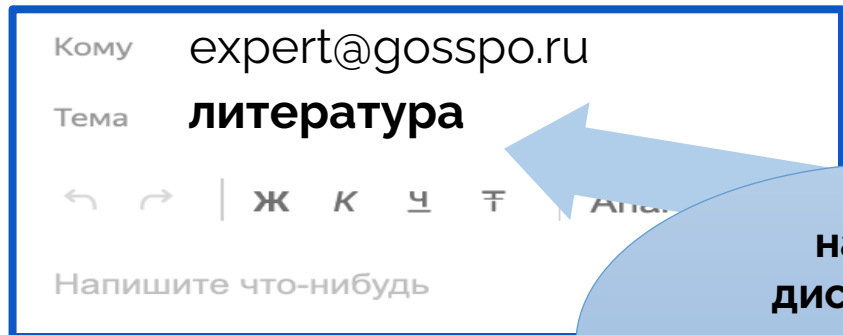 Кому expert@gosspo.ru
Тема литература
Ж К Ч Т
Напишите что-нибудь